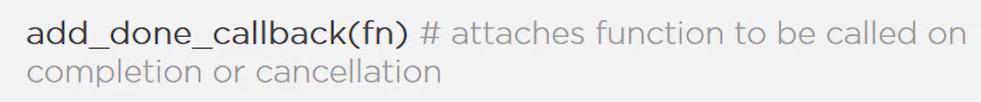 add_done_callback(fn) # attaches function to be called on
completion or cancellation